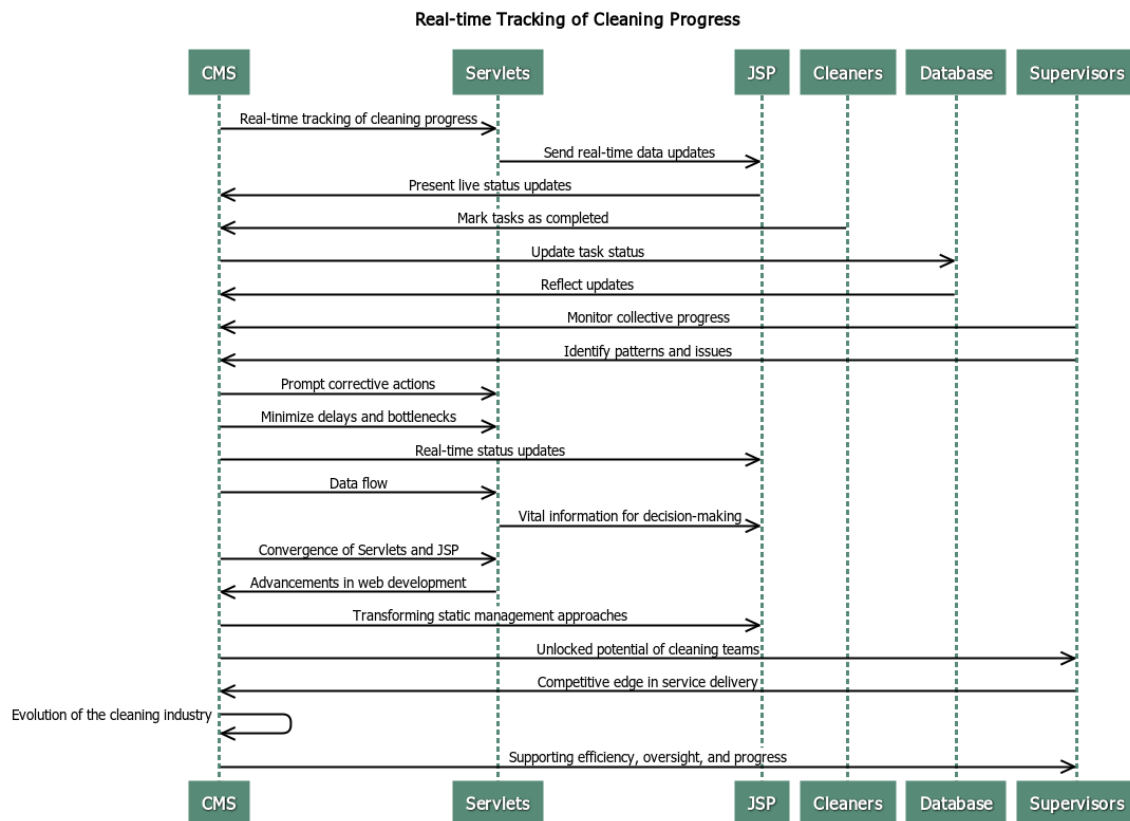 Real-time Tracking of Cleaning Progress
CMS Servlets JSP Cleaners Database Supervisors
Real-time tracking of cleaning progress
Send real-time data updates
Present live status updates
Mark tasks as completed
Update task status
Reflect updates
Monitor collective progress
Identify patterns and issues
Prompt corrective actions
Minimize delays and bottlenecks
Real-time status updates
Data flow
Vital information for decision-making
Convergence of Servlets and JSP
Advancements in web development
Transforming static management approaches
Unlocked potential of cleaning teams
Competitive edge in service delivery
Evolution of the cleaning industry
Supporting efficiency, oversight, and progress
CMS Servlets JSP Cleaners Database Supervisors